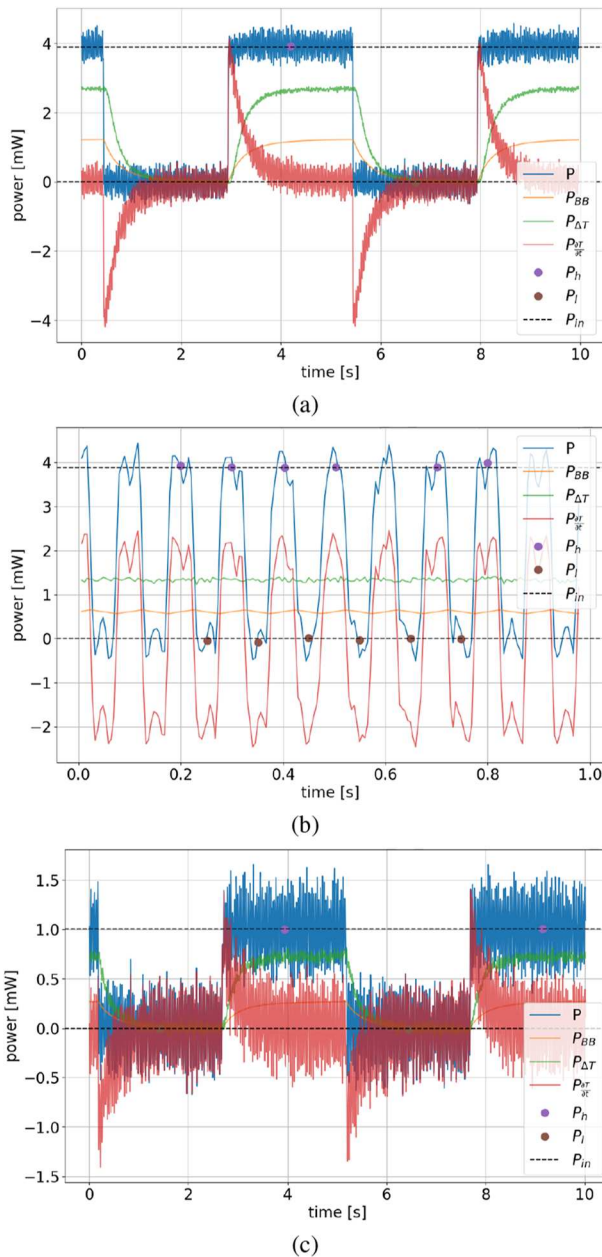 4
2
0
−2
−4
power [mW]
0 2 4 6 8 10
time [s]
P
P_BB
P_ΔT
P_∂T/∂t
P_h
P_l
P_in
(a)
4
3
2
1
0
−1
−2
power [mW]
0.0 0.2 0.4 0.6 0.8 1.0
time [s]
P
P_BB
P_ΔT
P_∂T/∂t
P_h
P_l
P_in
(b)
1.5
1.0
0.5
0.0
−0.5
−1.0
−1.5
power [mW]
0 2 4 6 8 10
time [s]
P
P_BB
P_ΔT
P_∂T/∂t
P_h
P_l
P_in
(c)